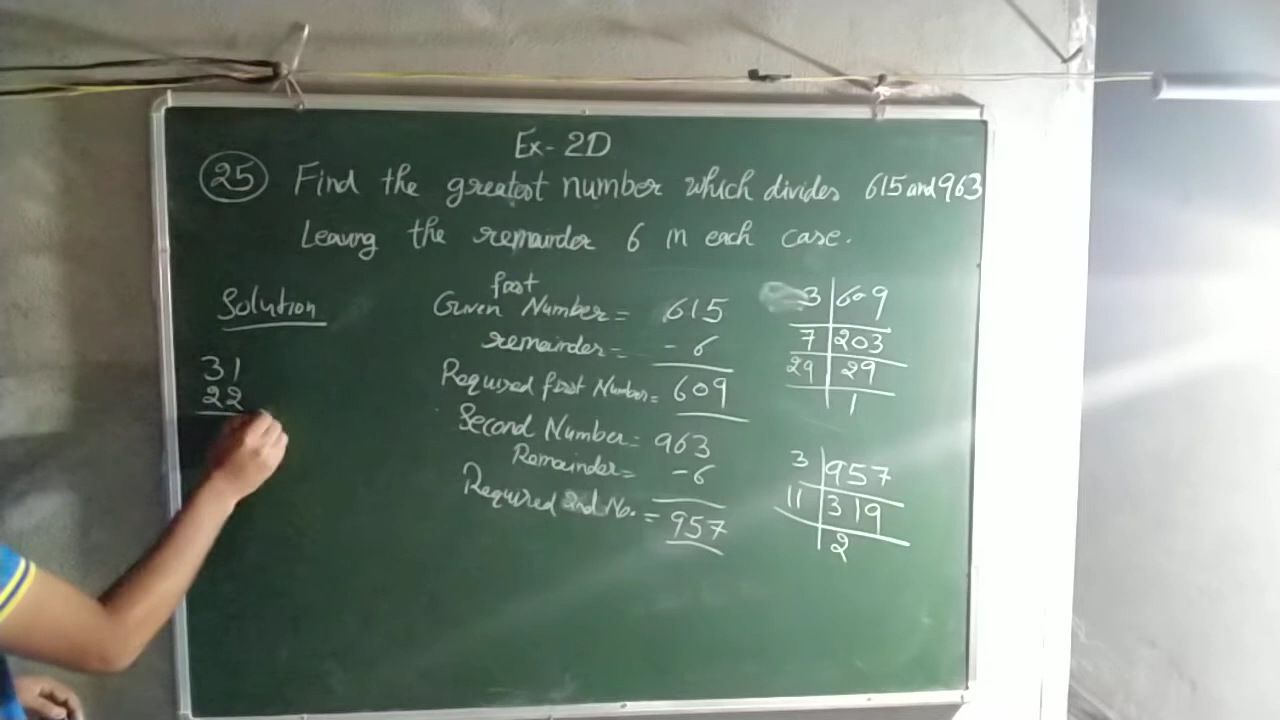 Ex- 2D
25 Find the greatest number which divides 615 and 963
Leaving the remainder 6 in each case.
Solution
31
22
first
Given Number = 615
remainder = - 6
Required first Number = 609
Second Number = 963
Remainder = -6
Required 2nd No. = 957
3 609
7 203
29 29
1
3 957
11 319
2